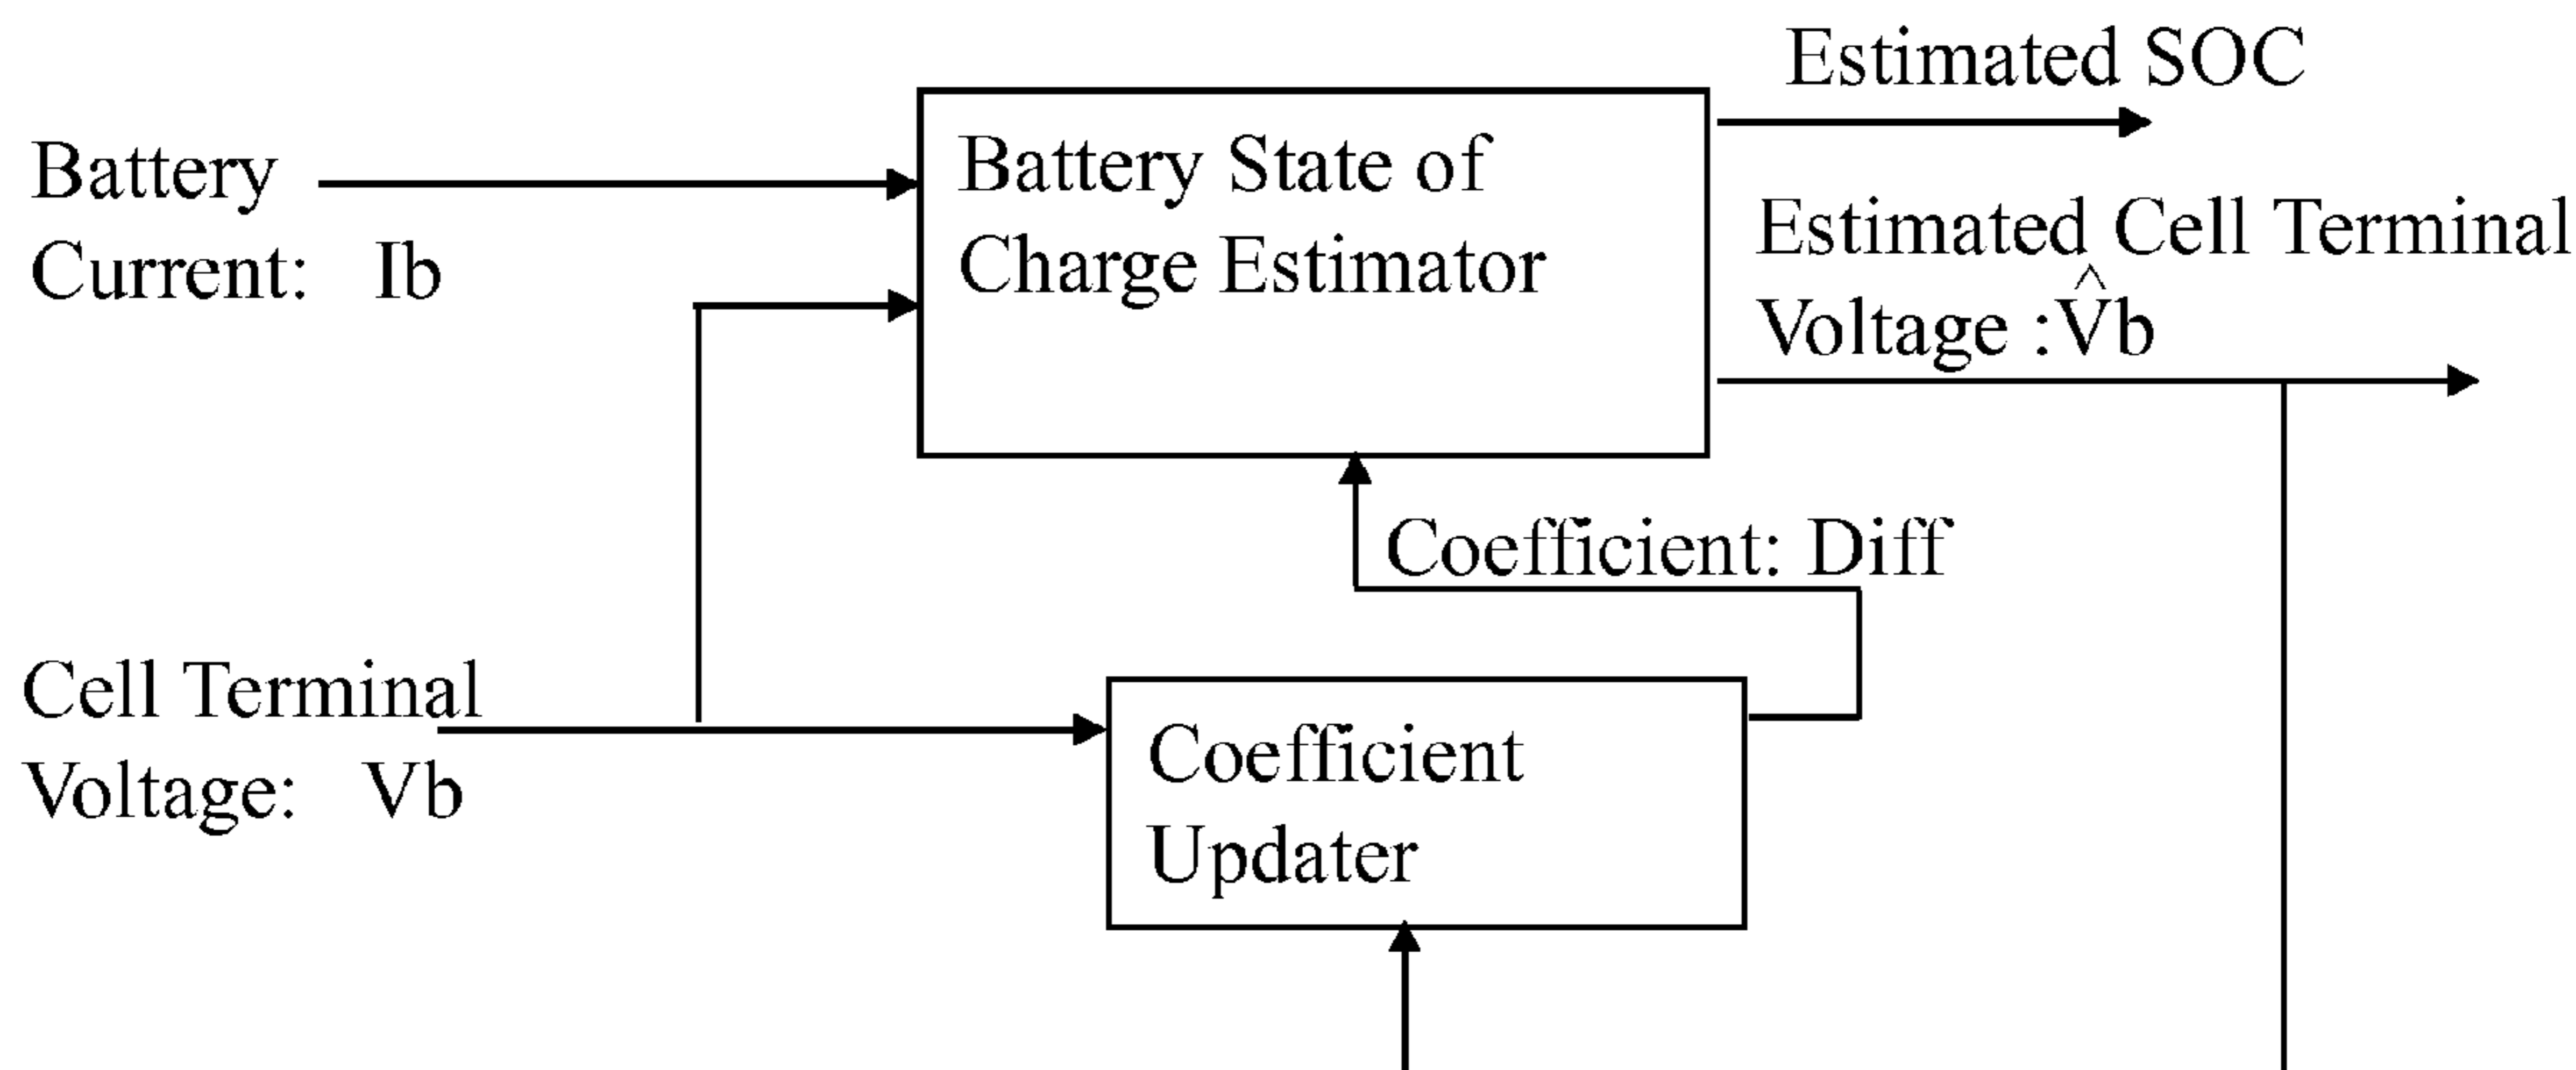 Estimated SOC
Battery
Current: Ib
Battery State of
Charge Estimator
Estimated Cell Terminal
Voltage :V̂b
Coefficient: Diff
Cell Terminal
Voltage: Vb
Coefficient
Updater